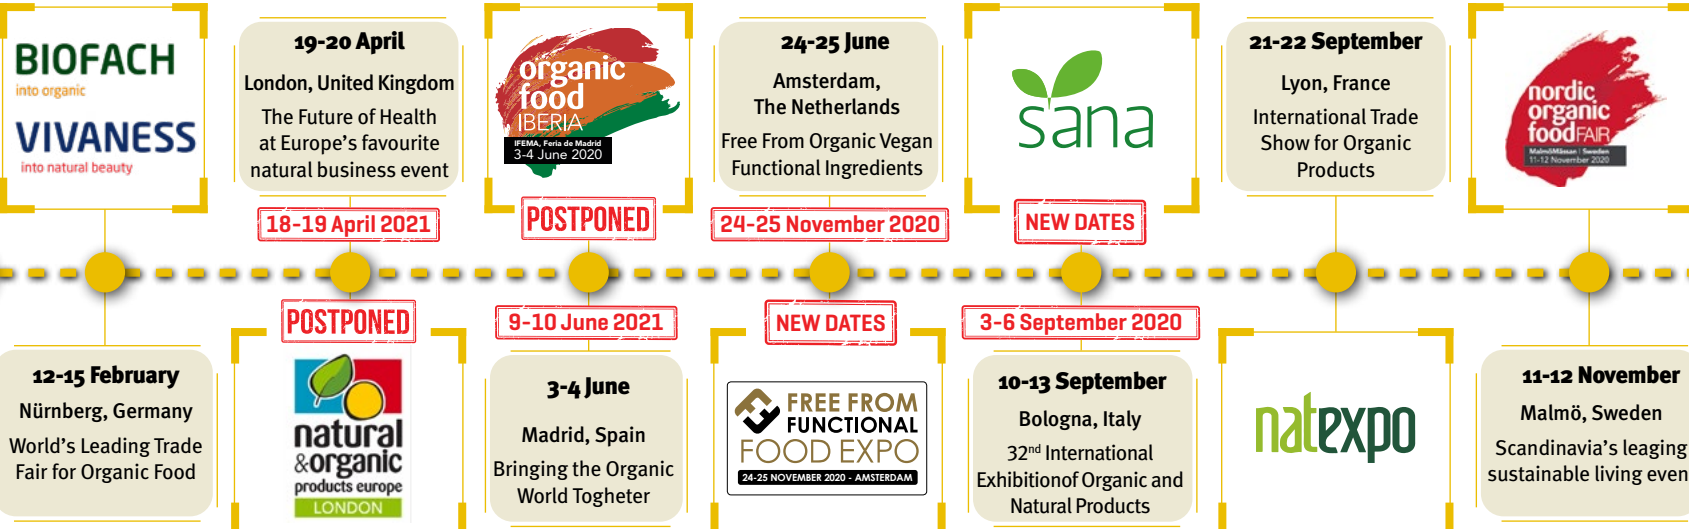 BIOFACH
into organic
VIVANESS
into natural beauty
12-15 February
Nürnberg, Germany
World's Leading Trade
Fair for Organic Food
19-20 April
London, United Kingdom
The Future of Health
at Europe's favourite
natural business event
18-19 April 2021
POSTPONED
natural
&organic
products europe
LONDON
organic
food
IBERIA
IFEMA, Feria de Madrid
3-4 June 2020
POSTPONED
9-10 June 2021
3-4 June
Madrid, Spain
Bringing the Organic
World Togheter
24-25 June
Amsterdam,
The Netherlands
Free From Organic Vegan
Functional Ingredients
24-25 November 2020
NEW DATES
FREE FROM
FUNCTIONAL
FOOD EXPO
24-25 NOVEMBER 2020 - AMSTERDAM
sana
NEW DATES
3-6 September 2020
10-13 September
Bologna, Italy
32nd International
Exhibitionof Organic and
Natural Products
21-22 September
Lyon, France
International Trade
Show for Organic
Products
natexpo
nordic
organic
foodFAIR
MalmöMässan | Sweden
11-12 November 2020
11-12 November
Malmö, Sweden
Scandinavia's leaging
sustainable living even